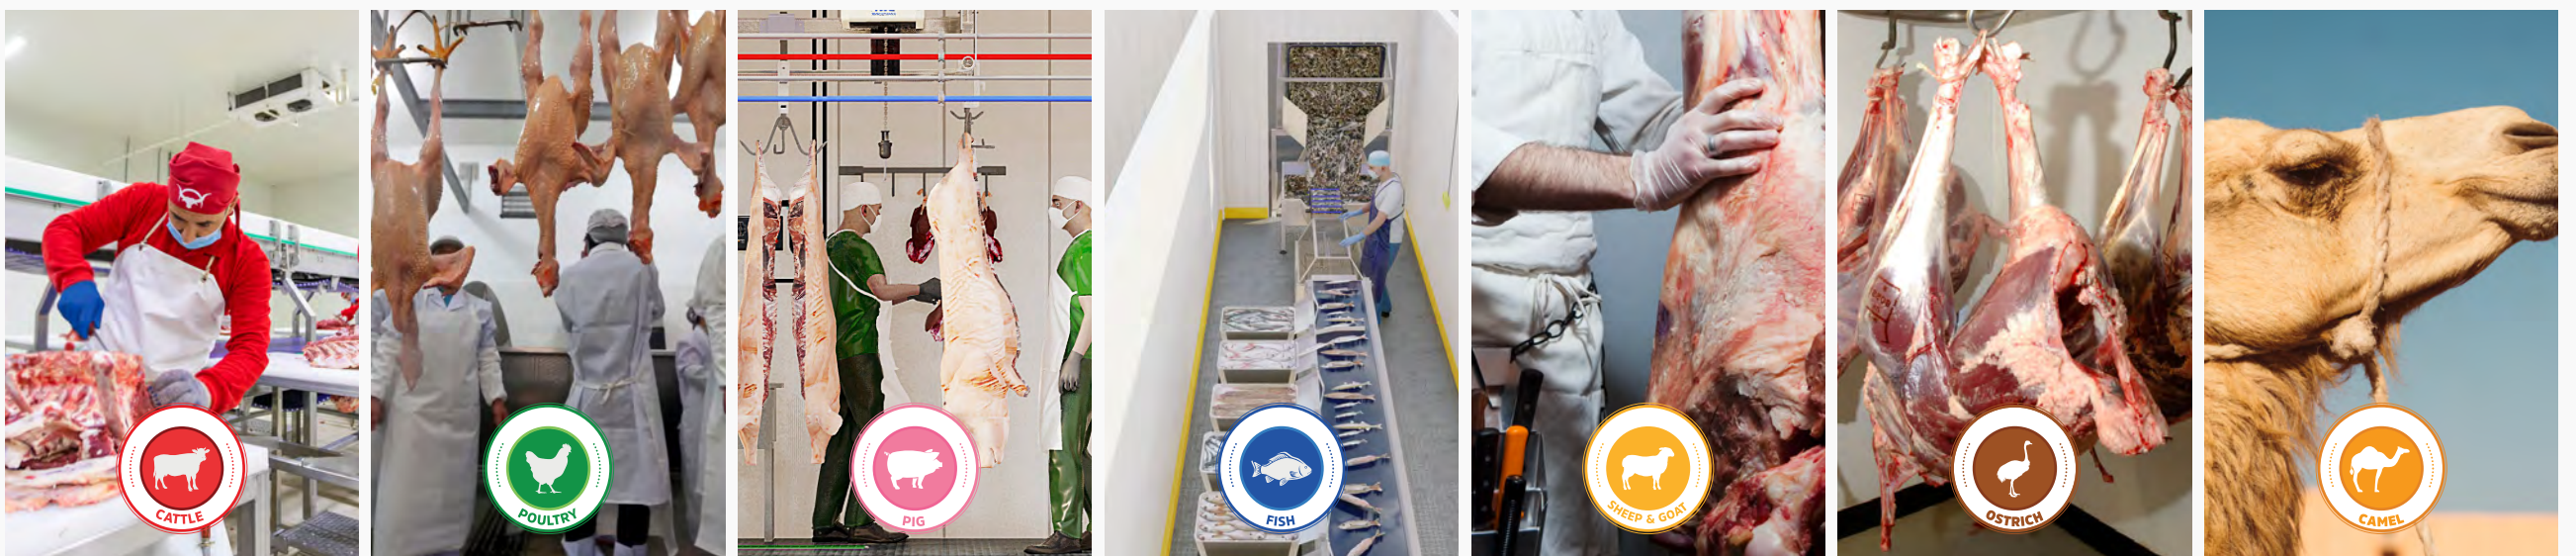 CATTLE
POULTRY
PIG
FISH
SHEEP & GOAT
OSTRICH
CAMEL